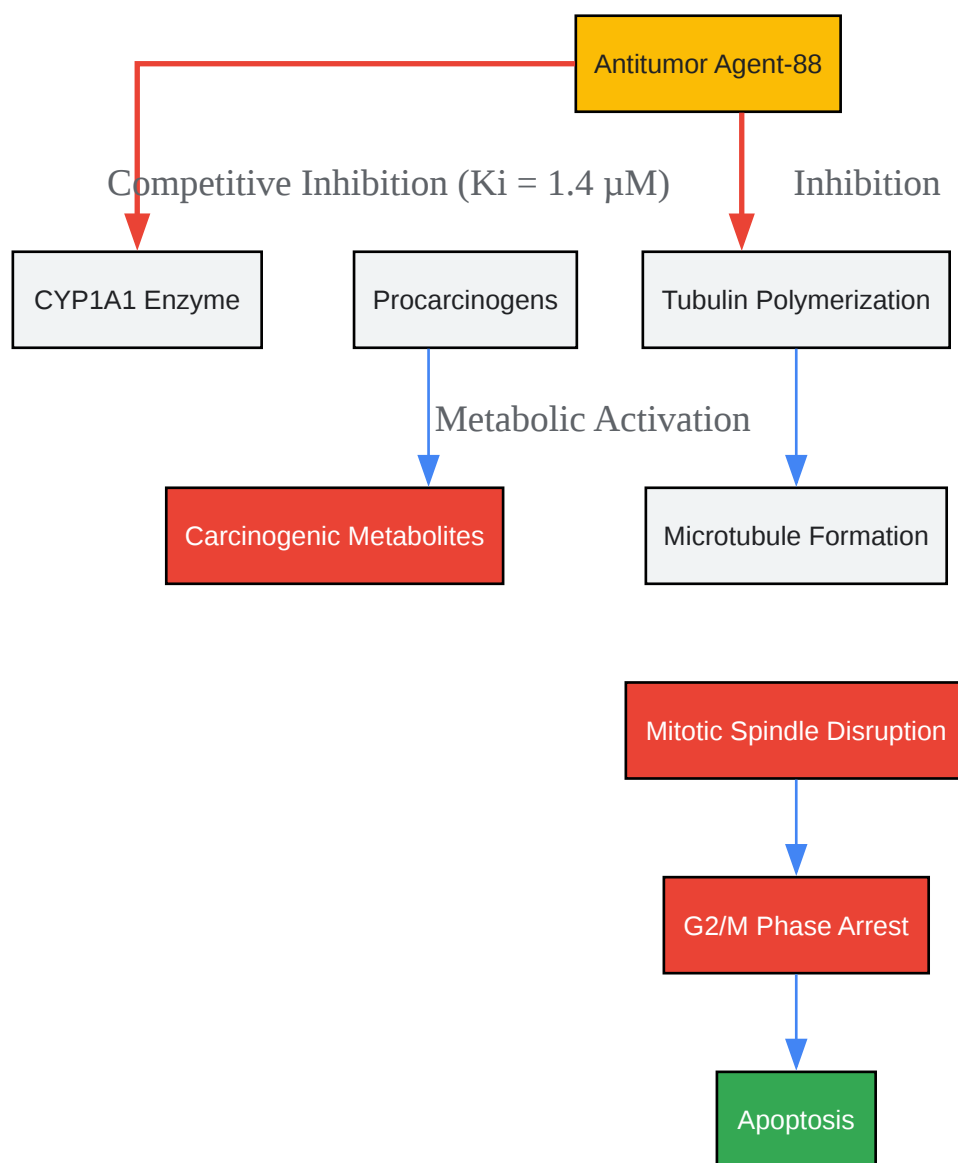 Antitumor Agent-88
Competitive Inhibition (Ki = 1.4 µM)
Inhibition
CYP1A1 Enzyme
Procarcinogens
Tubulin Polymerization
Metabolic Activation
Carcinogenic Metabolites
Microtubule Formation
Mitotic Spindle Disruption
G2/M Phase Arrest
Apoptosis